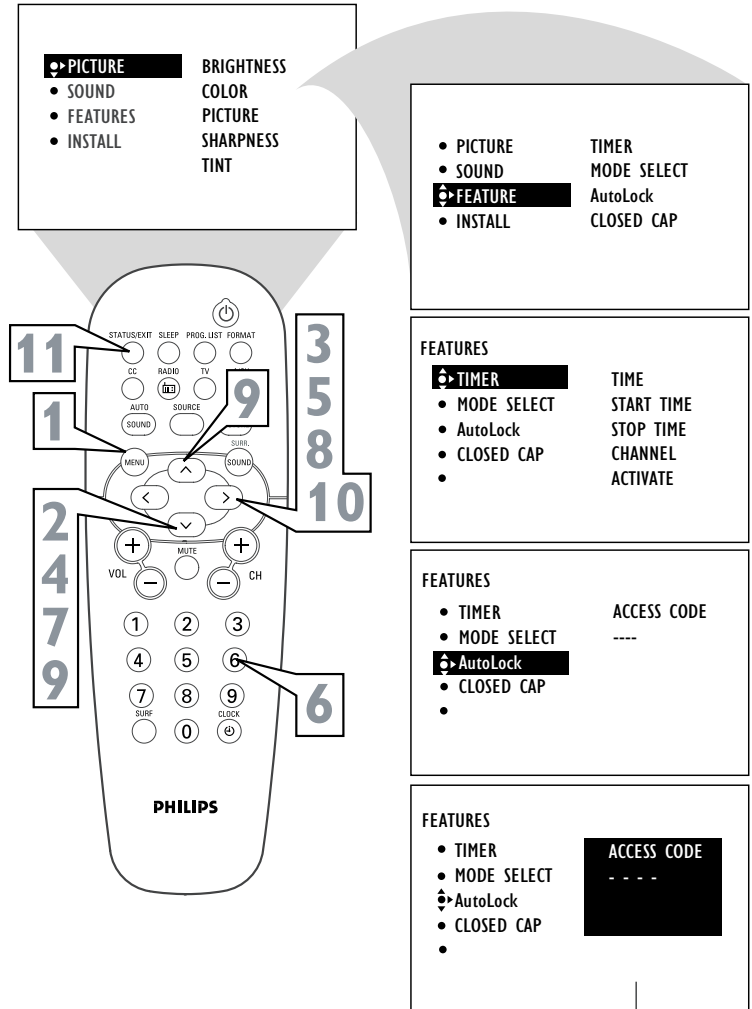 PICTURE BRIGHTNESS
SOUND COLOR
FEATURES PICTURE
INSTALL SHARPNESS
TINT
PICTURE TIMER
SOUND MODE SELECT
FEATURE AutoLock
INSTALL CLOSED CAP
FEATURES
TIMER TIME
MODE SELECT START TIME
AutoLock STOP TIME
CLOSED CAP CHANNEL
ACTIVATE
FEATURES
TIMER ACCESS CODE
MODE SELECT ----
AutoLock
CLOSED CAP
FEATURES
TIMER ACCESS CODE
MODE SELECT - - - -
AutoLock
CLOSED CAP
STATUS/EXIT SLEEP PROG. LIST FORMAT
CC RADIO TV
AUTO SOURCE
SOUND
SURR.
MENU SOUND
MUTE
VOL CH
1 2 3
4 5 6
7 8 9
SURF CLOCK
0
PHILIPS
11
1
2
4
7
9
9
3
5
8
10
6